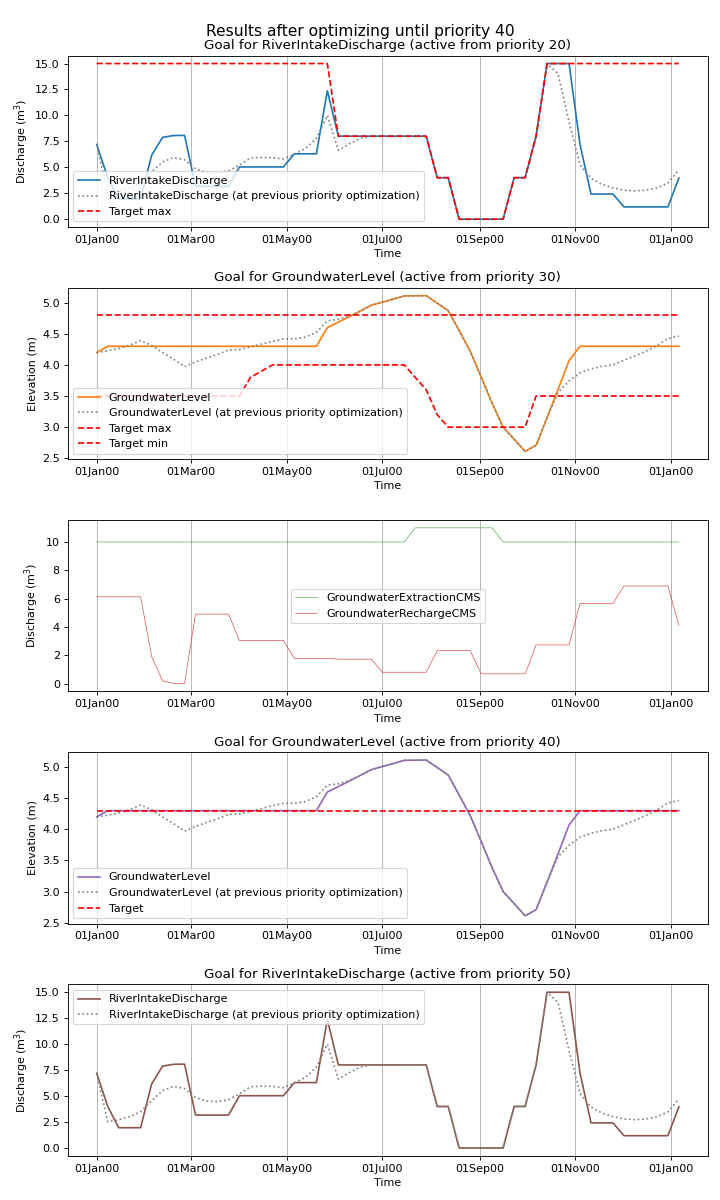 Results after optimizing until priority 40
Goal for RiverIntakeDischarge (active from priority 20)
Discharge (m³)
15.0
12.5
10.0
7.5
5.0
2.5
0.0
RiverIntakeDischarge
RiverIntakeDischarge (at previous priority optimization)
Target max
01Jan00 01Mar00 01May00 01Jul00 01Sep00 01Nov00 01Jan00
Time
Goal for GroundwaterLevel (active from priority 30)
Elevation (m)
5.0
4.5
4.0
3.5
3.0
2.5
GroundwaterLevel
GroundwaterLevel (at previous priority optimization)
Target max
Target min
01Jan00 01Mar00 01May00 01Jul00 01Sep00 01Nov00 01Jan00
Time
Discharge (m³)
10
8
6
4
2
0
GroundwaterExtractionCMS
GroundwaterRechargeCMS
01Jan00 01Mar00 01May00 01Jul00 01Sep00 01Nov00 01Jan00
Time
Goal for GroundwaterLevel (active from priority 40)
Elevation (m)
5.0
4.5
4.0
3.5
3.0
2.5
GroundwaterLevel
GroundwaterLevel (at previous priority optimization)
Target
01Jan00 01Mar00 01May00 01Jul00 01Sep00 01Nov00 01Jan00
Time
Goal for RiverIntakeDischarge (active from priority 50)
Discharge (m³)
15.0
12.5
10.0
7.5
5.0
2.5
0.0
RiverIntakeDischarge
RiverIntakeDischarge (at previous priority optimization)
01Jan00 01Mar00 01May00 01Jul00 01Sep00 01Nov00 01Jan00
Time